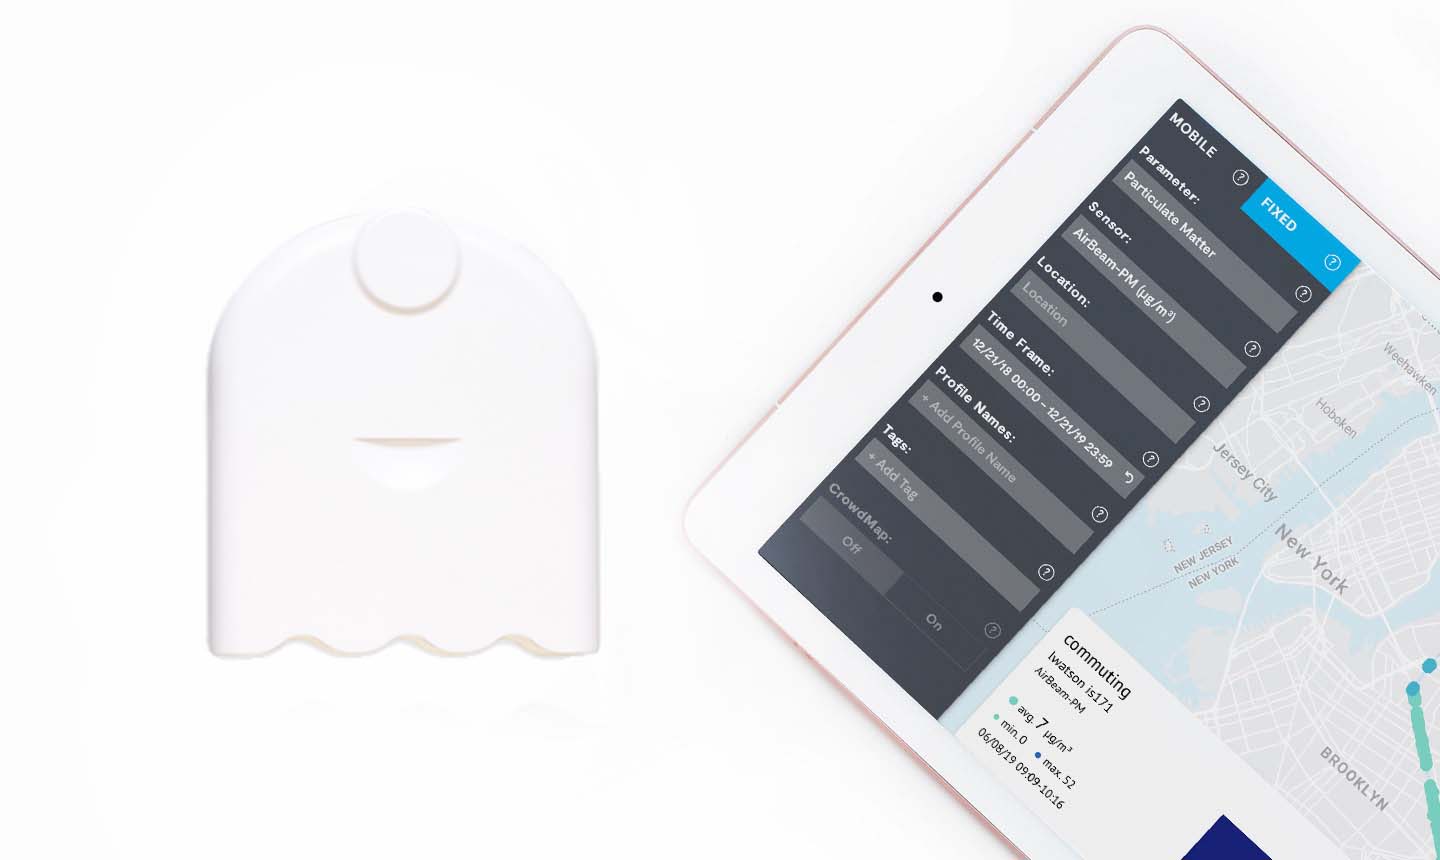 MOBILE
FIXED
Parameter:
Particulate Matter
Sensor:
AirBeam-PM (µg/m³)
Location:
Location
Time Frame:
12/21/18 00:00 - 12/21/19 23:59
Profile Names:
+ Add Profile Name
Tags:
+ Add Tag
CrowdMap:
Off
On
Weehawken
Hoboken
Jersey City
New York
NEW JERSEY
NEW YORK
BROOKLYN
commuting
lwatson is171
AirBeam-PM
avg. 7 µg/m³
min. 0
max. 52
06/08/19 09:09-10:16